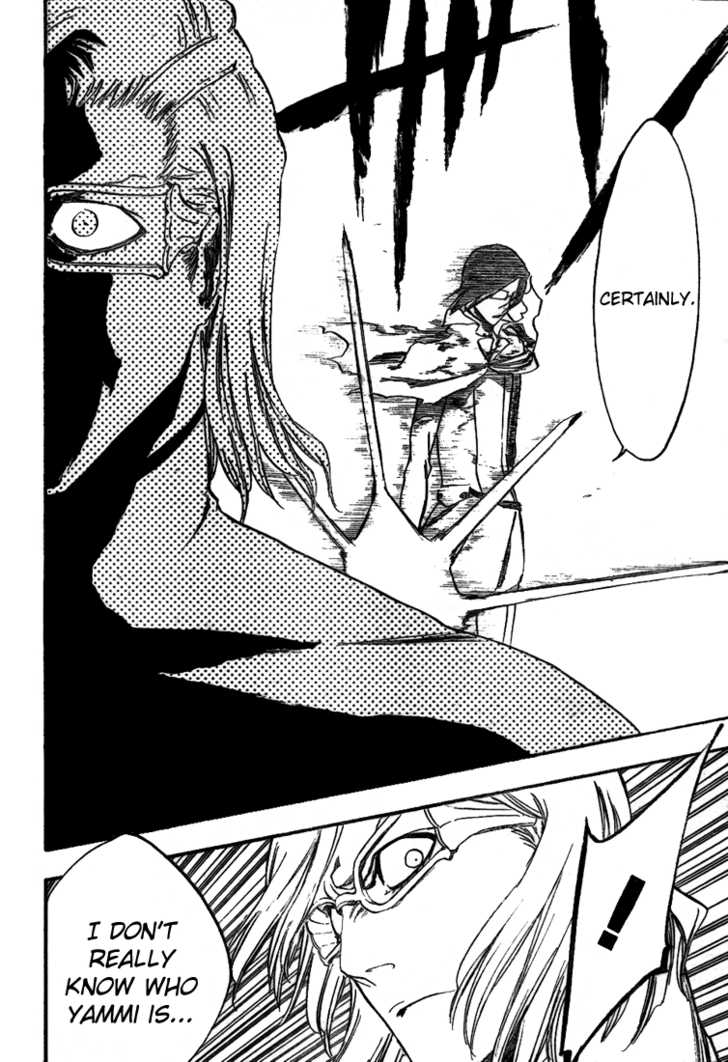 CERTAINLY.
!
I DON'T
REALLY
KNOW WHO
YAMMI IS...